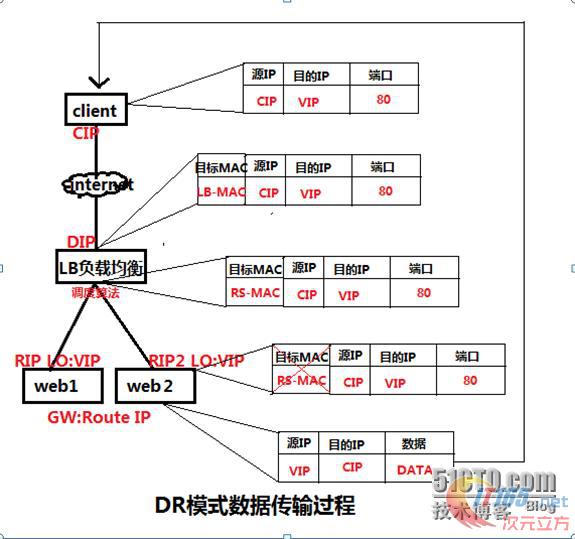 源IP 目的IP 端口
CIP VIP 80
client
CIP
internet
目标MAC 源IP 目的IP 端口
LB-MAC CIP VIP 80
DIP
LB负载均衡
调度算法
目标MAC 源IP 目的IP 端口
RS-MAC CIP VIP 80
RIP LO:VIP RIP2 LO:VIP
目标MAC 源IP 目的IP 端口
RS-MAC CIP VIP 80
web1 web2
GW:Route IP
源IP 目的IP 数据
VIP CIP DATA
DR模式数据传输过程
51CTO.com
技术博客 Blog
IT165.net
次元立方